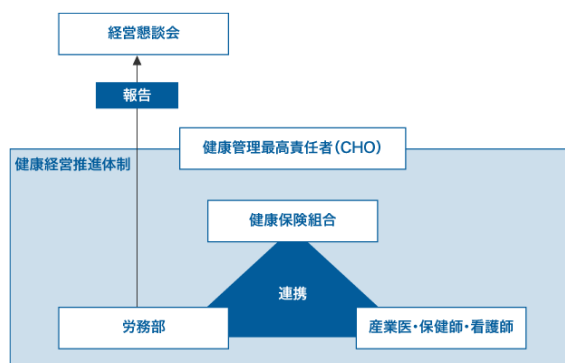 経営懇談会
報告
健康管理最高責任者(CHO)
健康経営推進体制
健康保険組合
連携
労務部
産業医・保健師・看護師